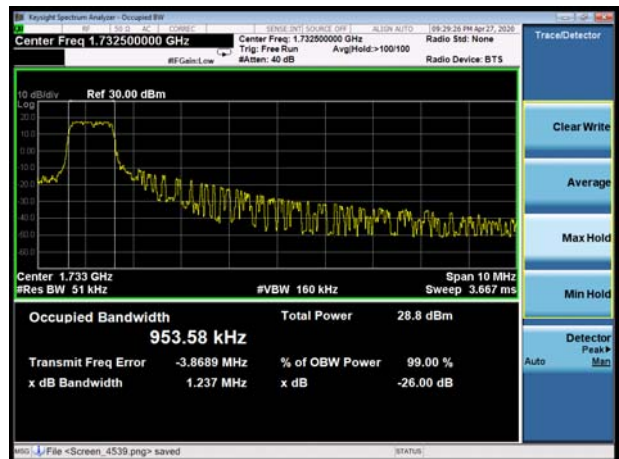 Keysight Spectrum Analyzer - Occupied BW
RF 50 Ω AC CORREC SENSE:INT SOURCE OFF ALIGN AUTO 09:29:26 PM Apr 27, 2020
Center Freq 1.732500000 GHz Center Freq: 1.732500000 GHz Radio Std: None
Trig: Free Run Avg|Hold:>100/100
#IFGain:Low #Atten: 40 dB Radio Device: BTS
10 dB/div Ref 30.00 dBm
Log
20.0
10.0
0.00
-10.0
-20.0
-30.0
-40.0
-50.0
-60.0
Center 1.733 GHz Span 10 MHz
#Res BW 51 kHz #VBW 160 kHz Sweep 3.667 ms
Occupied Bandwidth Total Power 28.8 dBm
953.58 kHz
Transmit Freq Error -3.8689 MHz % of OBW Power 99.00 %
x dB Bandwidth 1.237 MHz x dB -26.00 dB
MSG File <Screen_4539.png> saved STATUS
Trace/Detector
Clear Write
Average
Max Hold
Min Hold
Detector
Peak▶
Auto Man